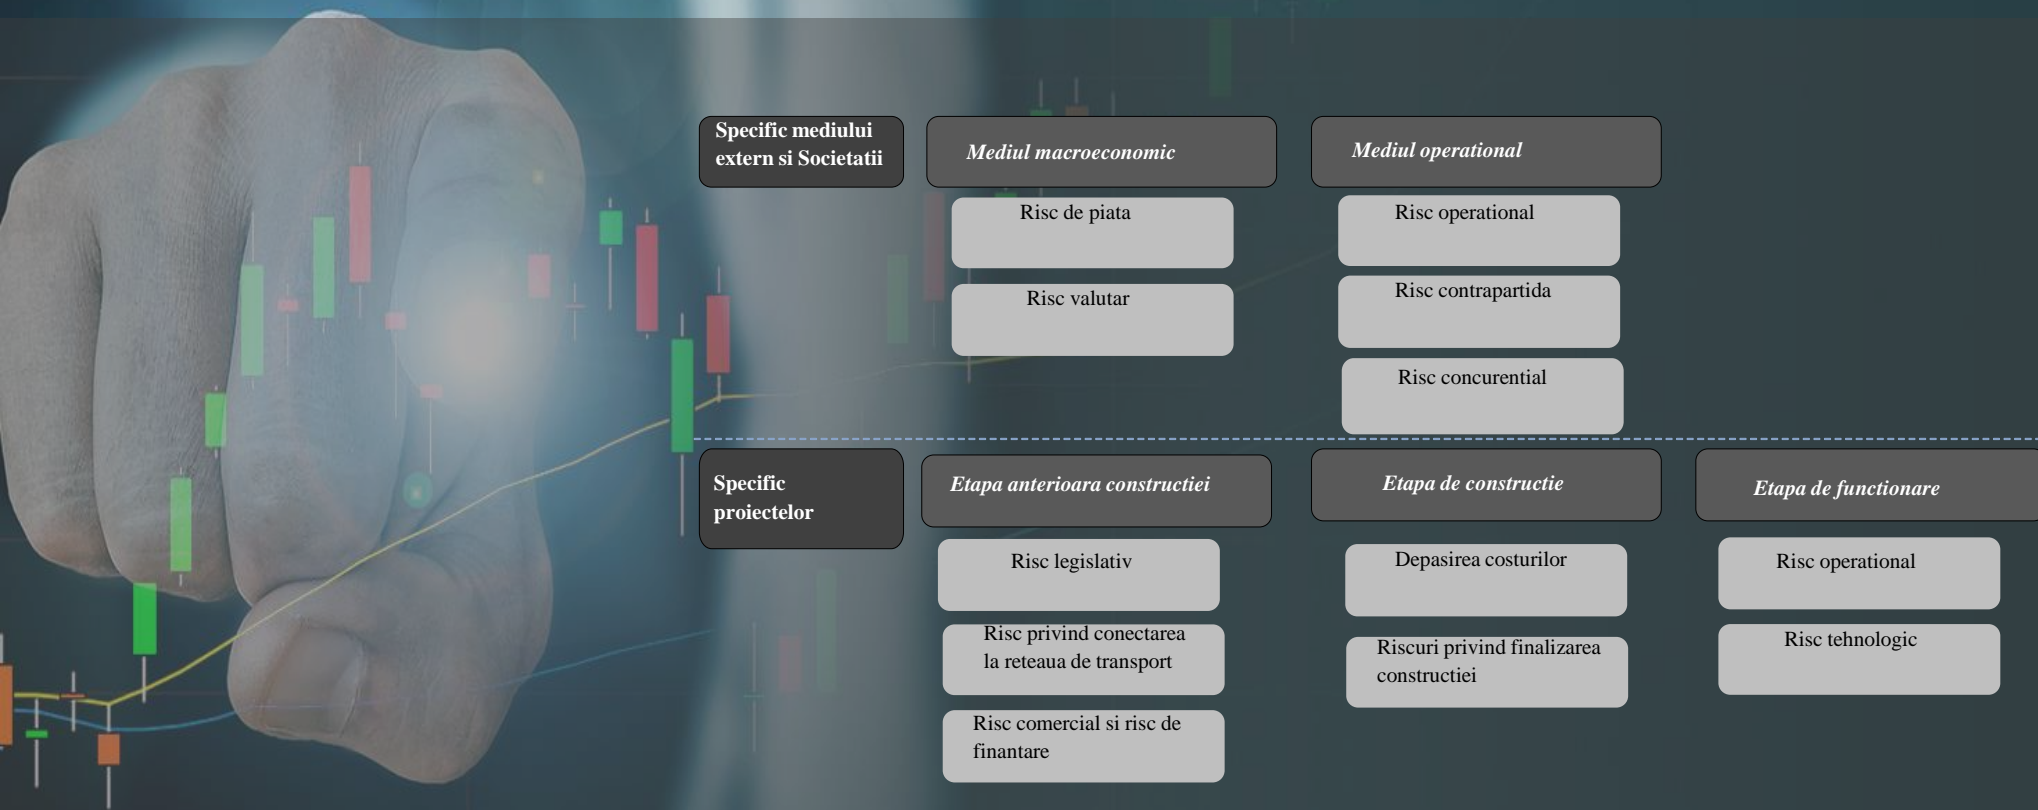 Specific mediului
extern si Societatii
Mediul macroeconomic
Mediul operational
Risc de piata
Risc operational
Risc valutar
Risc contrapartida
Risc concurential
Specific
proiectelor
Etapa anterioara constructiei
Etapa de constructie
Etapa de functionare
Risc legislativ
Depasirea costurilor
Risc operational
Risc privind conectarea
la reteaua de transport
Riscuri privind finalizarea
constructiei
Risc tehnologic
Risc comercial si risc de
finantare